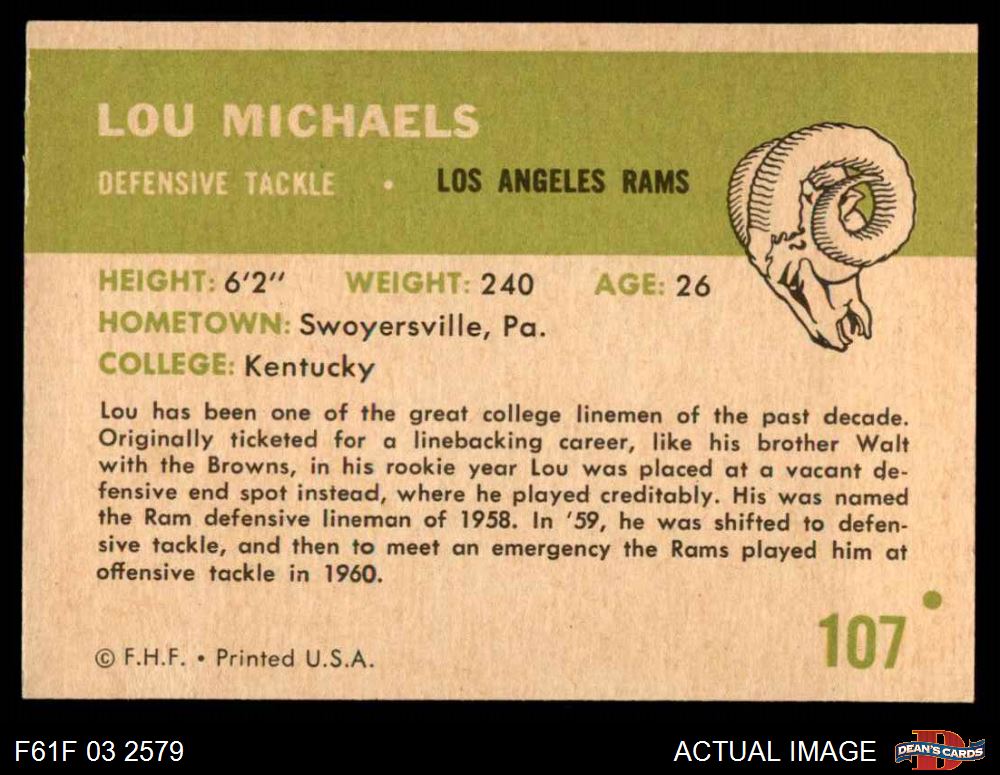 LOU MICHAELS
DEFENSIVE TACKLE • LOS ANGELES RAMS
HEIGHT: 6'2" WEIGHT: 240 AGE: 26
HOMETOWN: Swoyersville, Pa.
COLLEGE: Kentucky
Lou has been one of the great college linemen of the past decade.
Originally ticketed for a linebacking career, like his brother Walt
with the Browns, in his rookie year Lou was placed at a vacant de-
fensive end spot instead, where he played creditably. His was named
the Ram defensive lineman of 1958. In '59, he was shifted to defen-
sive tackle, and then to meet an emergency the Rams played him at
offensive tackle in 1960.
107
© F.H.F. • Printed U.S.A.
F61F 03 2579
ACTUAL IMAGE
DEAN'S CARDS